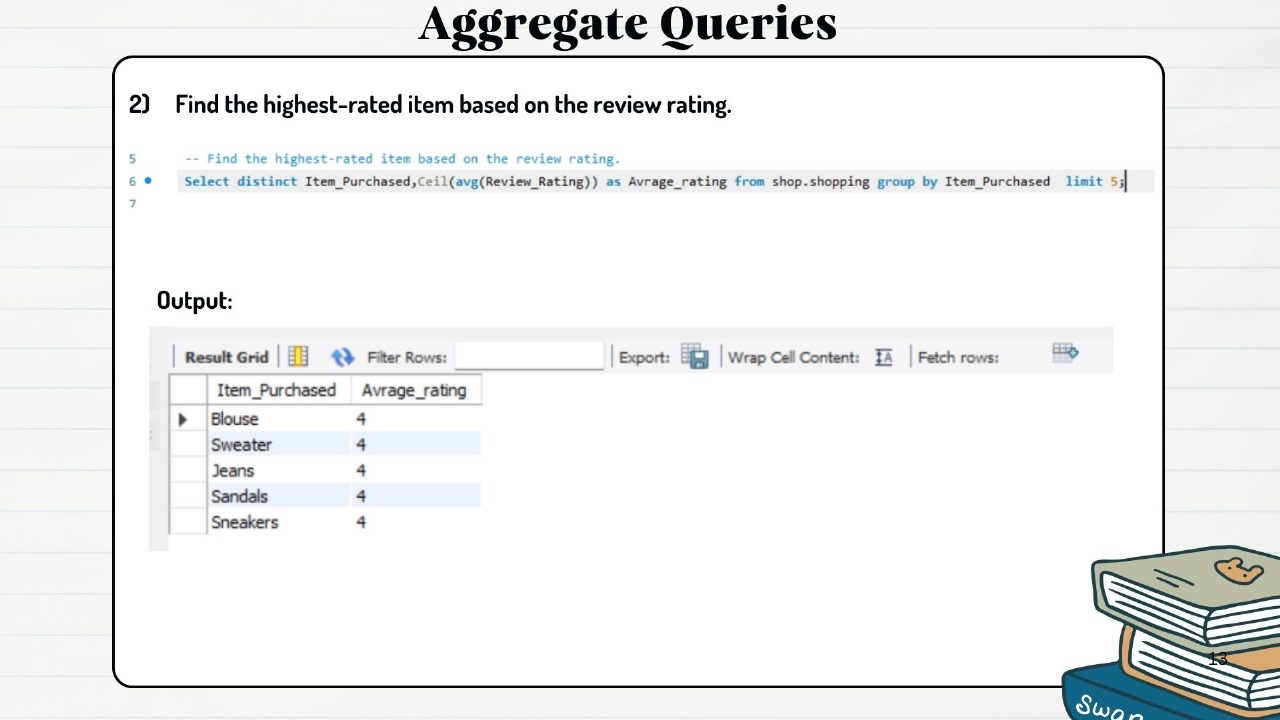 Aggregate Queries
2) Find the highest-rated item based on the review rating.
5 -- Find the highest-rated item based on the review rating.
6 Select distinct Item_Purchased,Ceil(avg(Review_Rating)) as Avrage_rating from shop.shopping group by Item_Purchased limit 5;
7
Output:
Result Grid Filter Rows: Export: Wrap Cell Content: Fetch rows:
Item_Purchased Avrage_rating
Blouse 4
Sweater 4
Jeans 4
Sandals 4
Sneakers 4
13